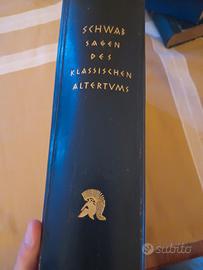 SCHWAB
SAGEN
DES
KLASSISCHEN
ALTERTVMS
subito